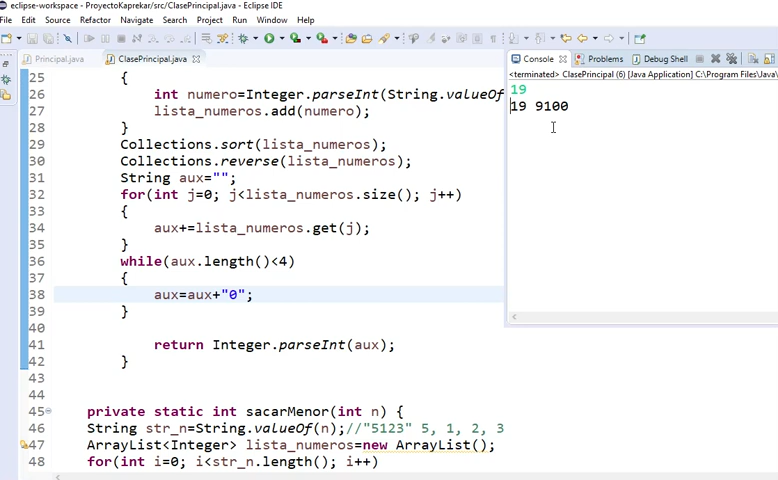 eclipse-workspace - ProyectoKaprekar/src/ClasePrincipal.java - Eclipse IDE
File Edit Source Refactor Navigate Search Project Run Window Help
Principal.java ClasePrincipal.java
Console Problems Debug Shell
<terminated> ClasePrincipal (6) [Java Application] C:\Program Files\Java\
19
19 9100
25 {
26 int numero=Integer.parseInt(String.valueOf
27 lista_numeros.add(numero);
28 }
29 Collections.sort(lista_numeros);
30 Collections.reverse(lista_numeros);
31 String aux="";
32 for(int j=0; j<lista_numeros.size(); j++)
33 {
34 aux+=lista_numeros.get(j);
35 }
36 while(aux.length()<4)
37 {
38 aux=aux+"0";
39 }
40
41 return Integer.parseInt(aux);
42 }
43
44
45 private static int sacarMenor(int n) {
46 String str_n=String.valueOf(n);//"5123" 5, 1, 2, 3
47 ArrayList<Integer> lista_numeros=new ArrayList();
48 for(int i=0; i<str_n.length(); i++)